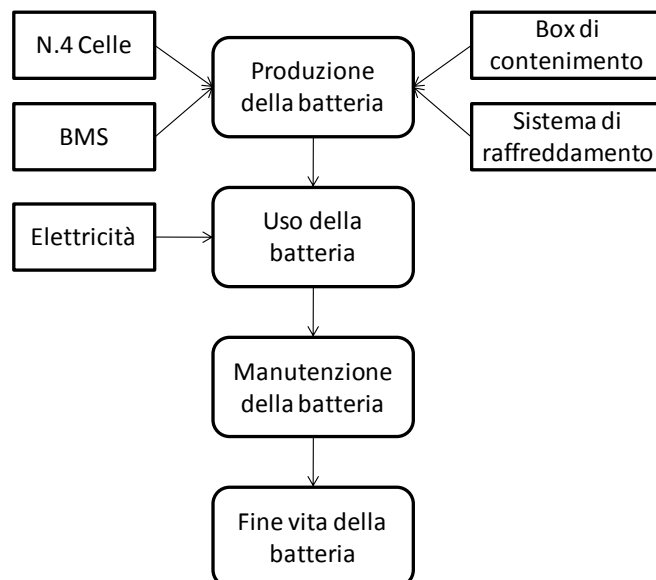 N.4 Celle
Produzione
della batteria
Box di
contenimento
BMS
Sistema di
raffreddamento
Elettricità
Uso della
batteria
Manutenzione
della batteria
Fine vita della
batteria